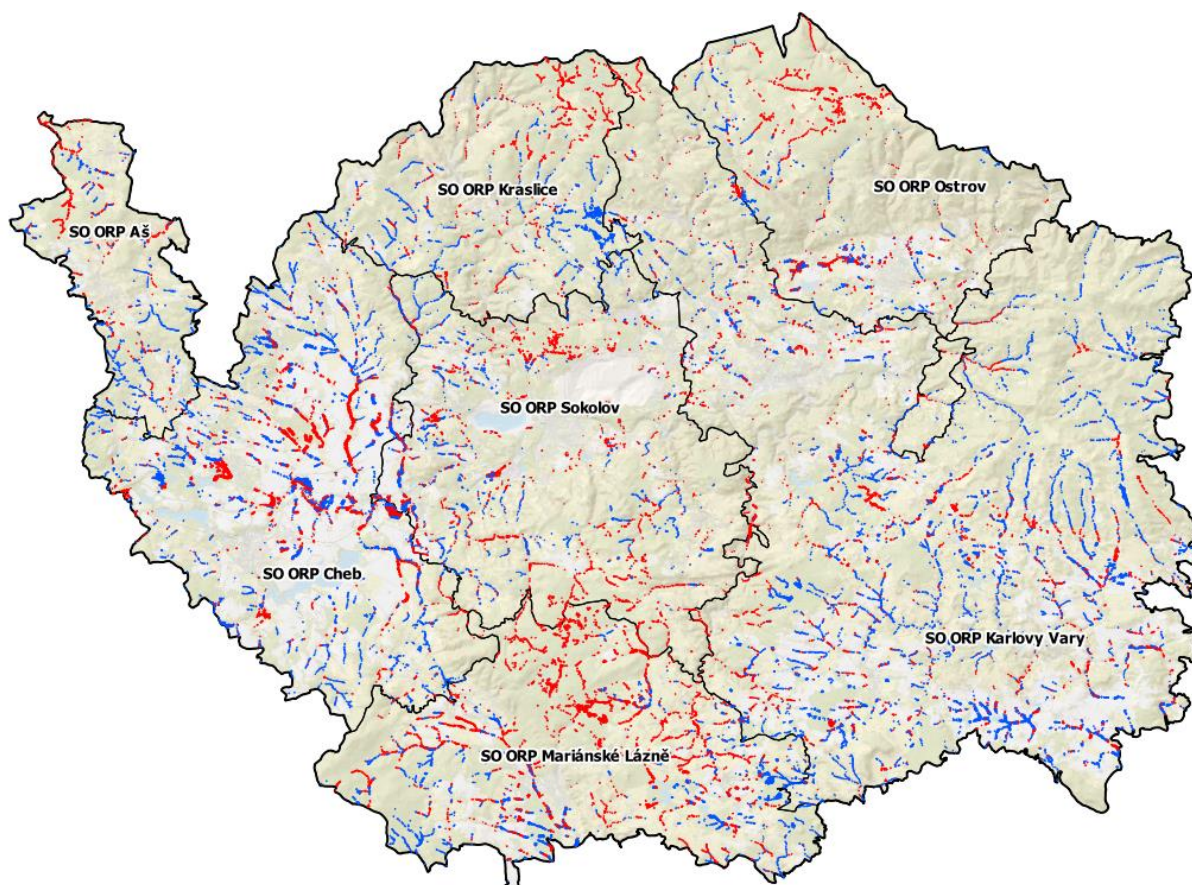 SO ORP Kraslice
SO ORP Ostrov
SO ORP Aš
SO ORP Sokolov
SO ORP Cheb
SO ORP Karlovy Vary
SO ORP Mariánské Lázně